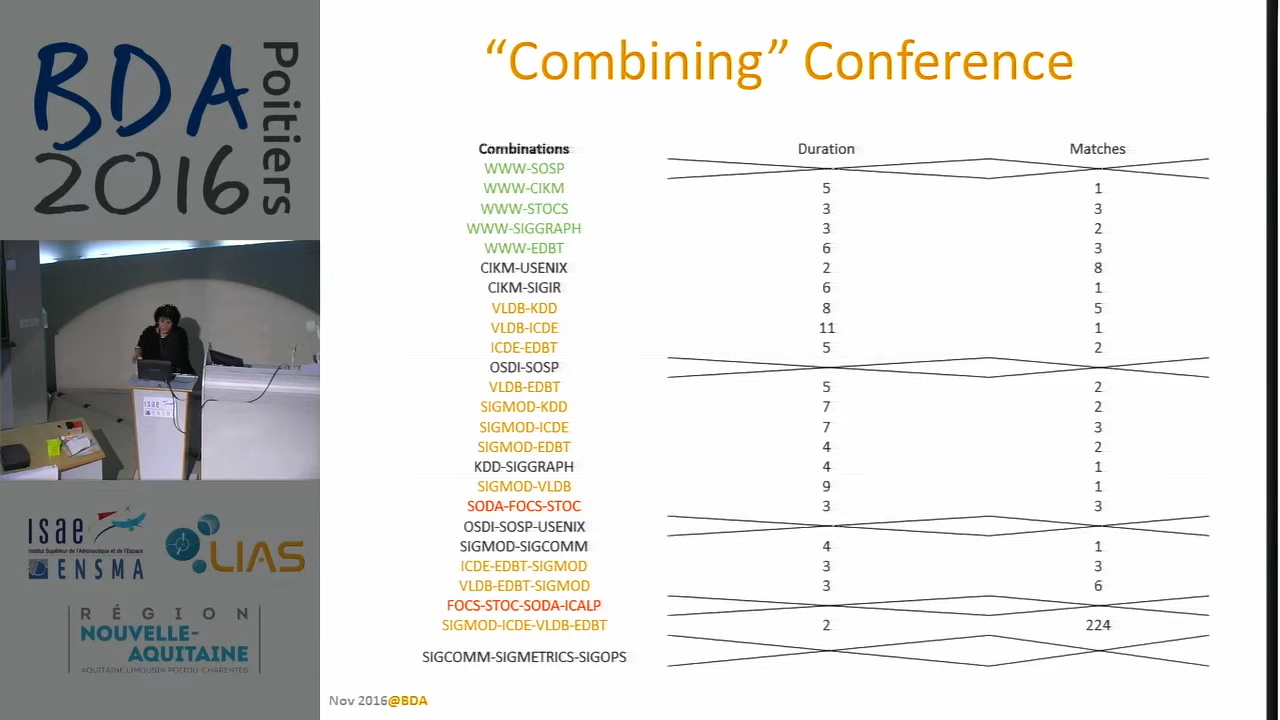 BDA
2016
Poitiers
isae
Institut Supérieur de l'Aéronautique et de l'Espace
ENSMA
LIAS
RÉGION
NOUVELLE-
AQUITAINE
AQUITAINE LIMOUSIN POITOU-CHARENTES
“Combining” Conference
Combinations Duration Matches
WWW-SOSP
WWW-CIKM 5 1
WWW-STOCS 3 3
WWW-SIGGRAPH 3 2
WWW-EDBT 6 3
CIKM-USENIX 2 8
CIKM-SIGIR 6 1
VLDB-KDD 8 5
VLDB-ICDE 11 1
ICDE-EDBT 5 2
OSDI-SOSP
VLDB-EDBT 5 2
SIGMOD-KDD 7 2
SIGMOD-ICDE 7 3
SIGMOD-EDBT 4 2
KDD-SIGGRAPH 4 1
SIGMOD-VLDB 9 1
SODA-FOCS-STOC 3 3
OSDI-SOSP-USENIX
SIGMOD-SIGCOMM 4 1
ICDE-EDBT-SIGMOD 3 3
VLDB-EDBT-SIGMOD 3 6
FOCS-STOC-SODA-ICALP
SIGMOD-ICDE-VLDB-EDBT 2 224
SIGCOMM-SIGMETRICS-SIGOPS
Nov 2016@BDA